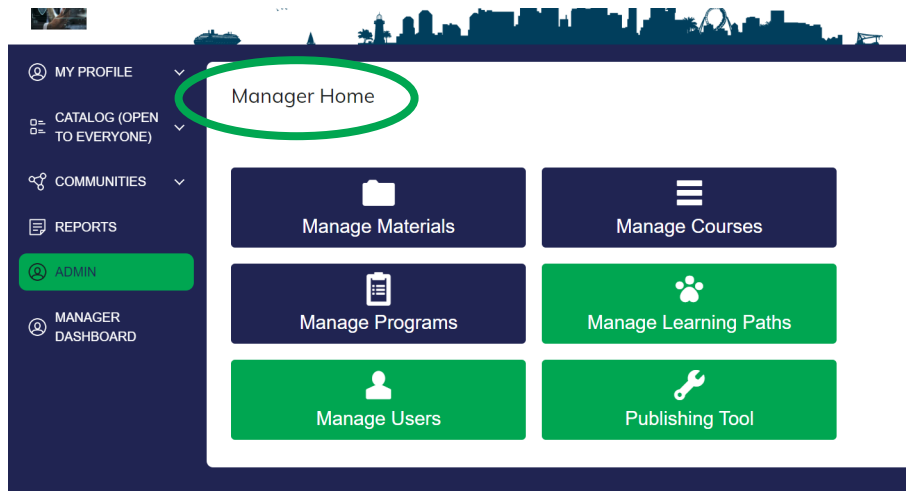 MY PROFILE
CATALOG (OPEN
TO EVERYONE)
COMMUNITIES
REPORTS
ADMIN
MANAGER
DASHBOARD
Manager Home
Manage Materials
Manage Courses
Manage Programs
Manage Learning Paths
Manage Users
Publishing Tool